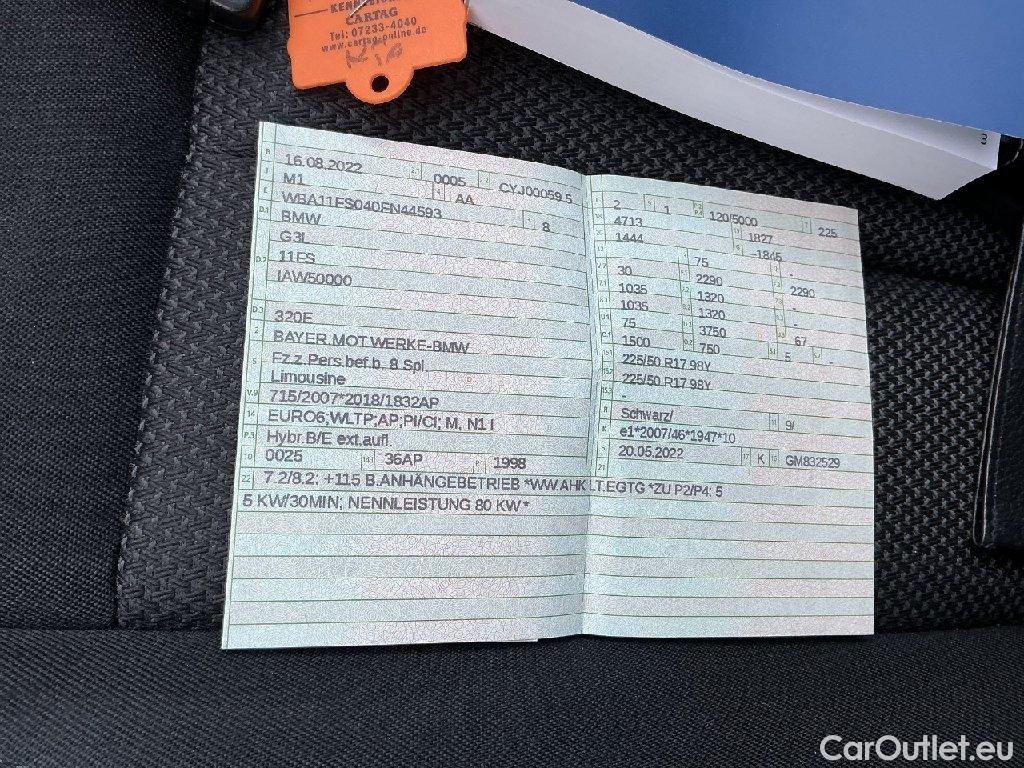 CARTAG
Tel: 07233-4040
www.cartag-online.de
Kia
3
16.08.2022 0005 CYJ00059 5
M1 AA
WBA11ES040FN44593 8
BMW
G3L
11ES
IAW50000
320E
BAYER.MOT.WERKE-BMW
Fz.z.Pers.bef.b. 8 Spl.
Limousine
715/2007*2018/1832AP
EURO6;WLTP;AP;PI/CI; M, N1 I
Hybr.B/E ext.aufl.
0025 36AP 1998
2 1 120/5000 225
4713 1827
1444 -1845
75 -
30 2290 2290
1035 1320 -
1035 1320 -
75 3750 67
1500 750 5 -
225/50 R17 98Y
225/50 R17 98Y
-
Schwarz/ 9/
e1*2007/46*1947*10
20.05.2022 K GM832529
22 7.2/8.2: +115 B.ANHÄNGEBETRIEB *WW.AHK LT.EGTG *ZU P2/P4: 5
5 KW/30MIN; NENNLEISTUNG 80 KW*
CarOutlet.eu